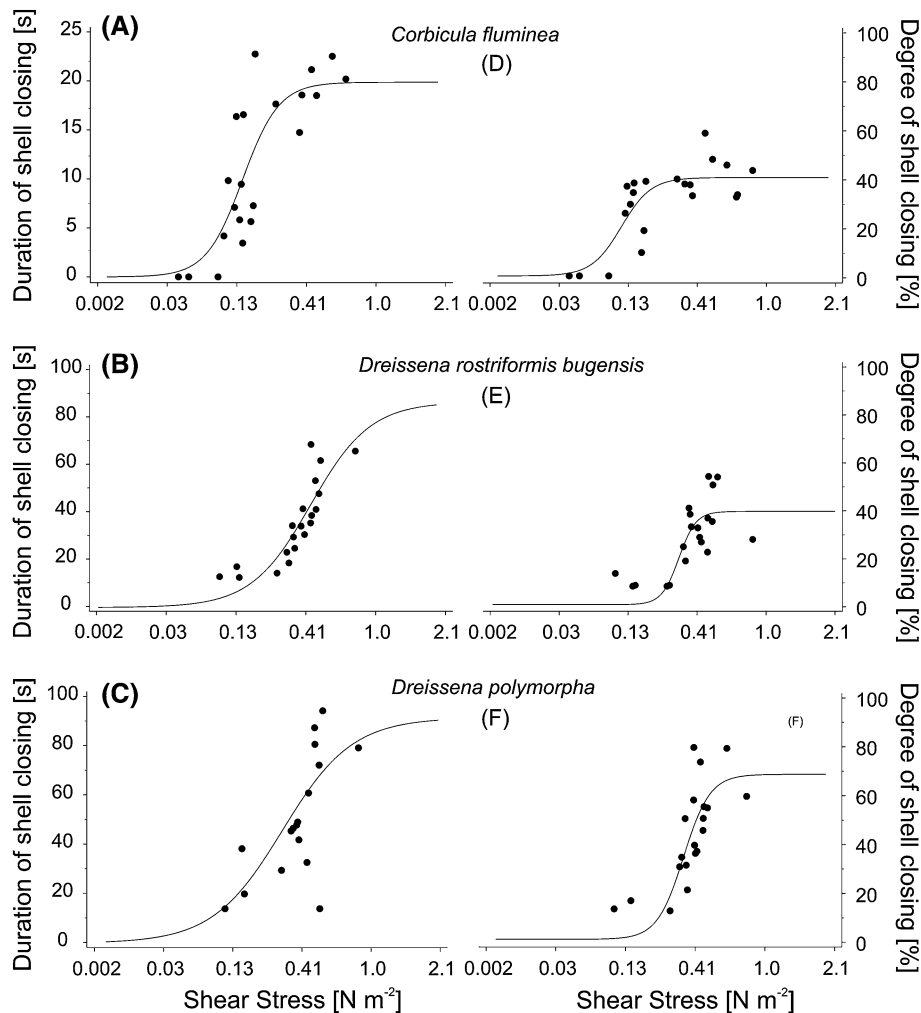 (A)
Corbicula fluminea
(D)
Duration of shell closing [s]
25
20
15
10
5
0
0.002 0.03 0.13 0.41 1.0 2.1
0.002 0.03 0.13 0.41 1.0 2.1
100
80
60
40
20
0
Degree of shell closing [%]
(B)
Dreissena rostriformis bugensis
(E)
Duration of shell closing [s]
100
80
60
40
20
0
0.002 0.03 0.13 0.41 1.0 2.1
0.002 0.03 0.13 0.41 1.0 2.1
100
80
60
40
20
0
Degree of shell closing [%]
(C)
Dreissena polymorpha
(F)
(F)
Duration of shell closing [s]
100
80
60
40
20
0
0.002 0.03 0.13 0.41 1.0 2.1
0.002 0.03 0.13 0.41 1.0 2.1
100
80
60
40
20
0
Degree of shell closing [%]
Shear Stress [N m⁻²]
Shear Stress [N m⁻²]